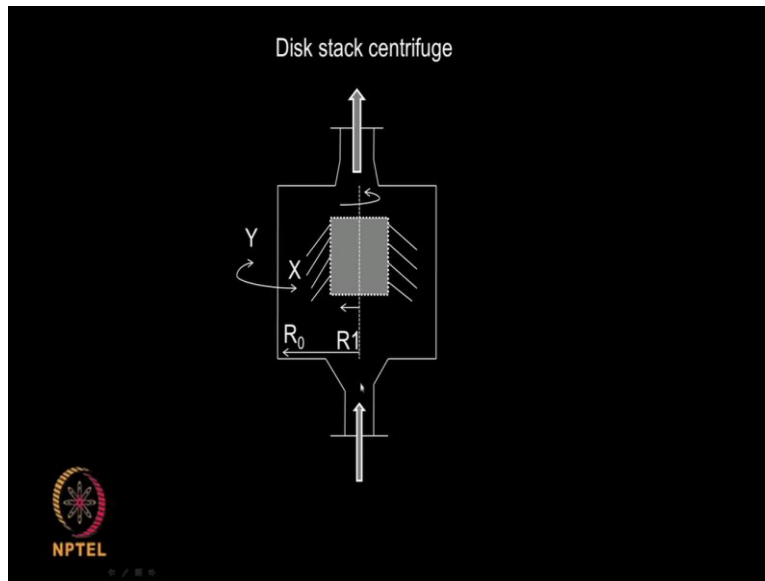 Disk stack centrifuge
Y
X
R₀
R1
NPTEL